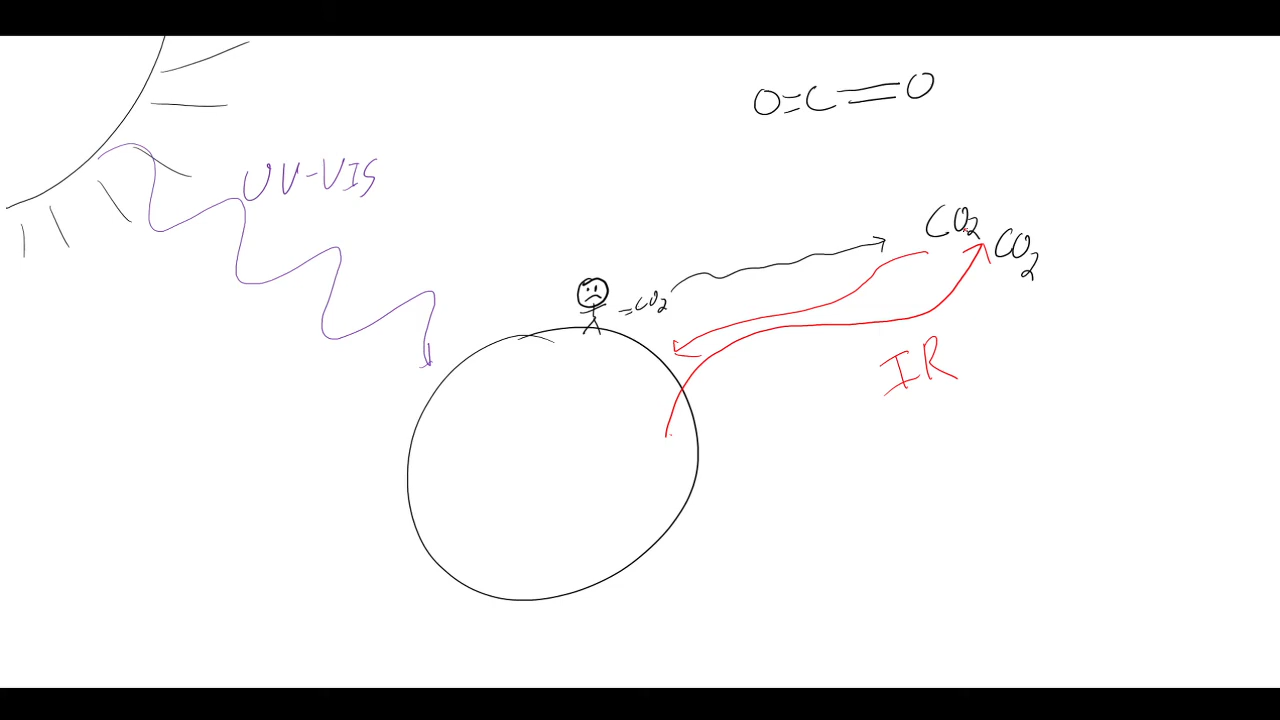 O=C=O
UV-VIS
CO₂
CO₂
=CO₂
IR